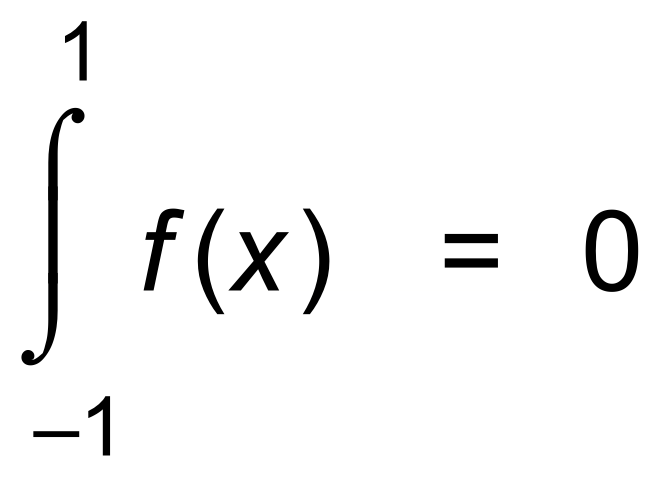 1
∫ f(x) = 0
–1